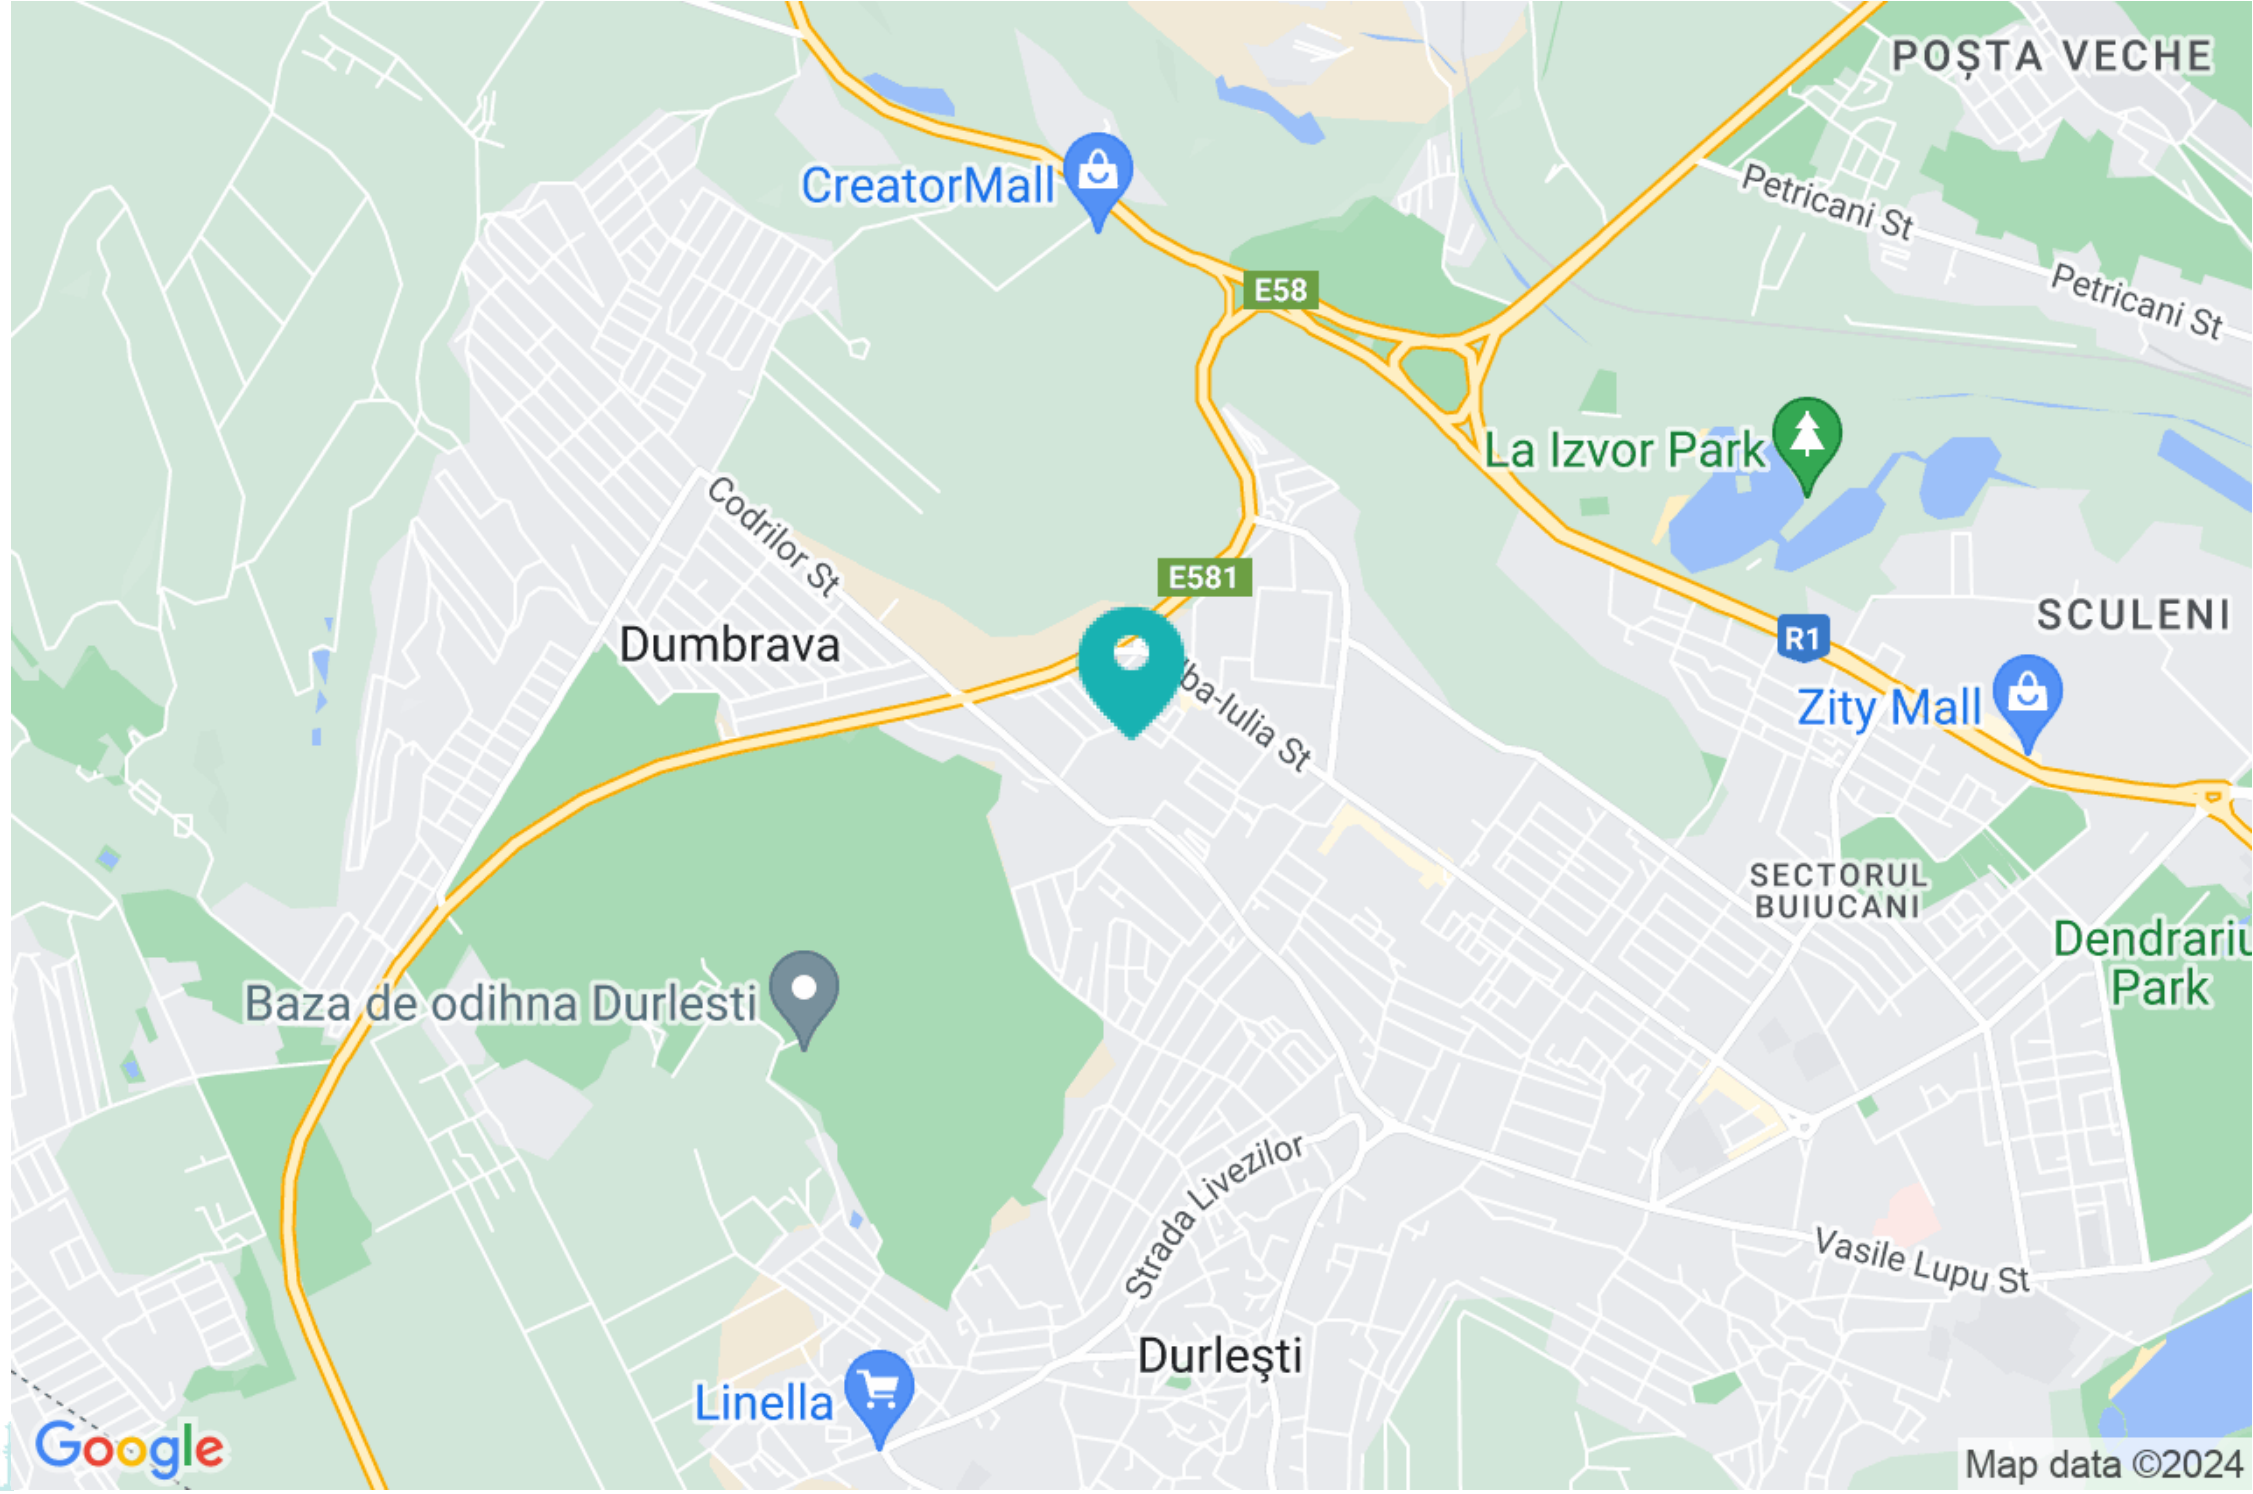 POȘTA VECHE
CreatorMall
Petricani St
E58
Petricani St
La Izvor Park
Codrilor St
E581
SCULENI
Dumbrava
R1
lba-Iulia St
Zity Mall
SECTORUL
BUIUCANI
Dendrariu
Park
Baza de odihna Durlesti
Strada Livezilor
Vasile Lupu St
Durleşti
Linella
Google
Map data ©2024